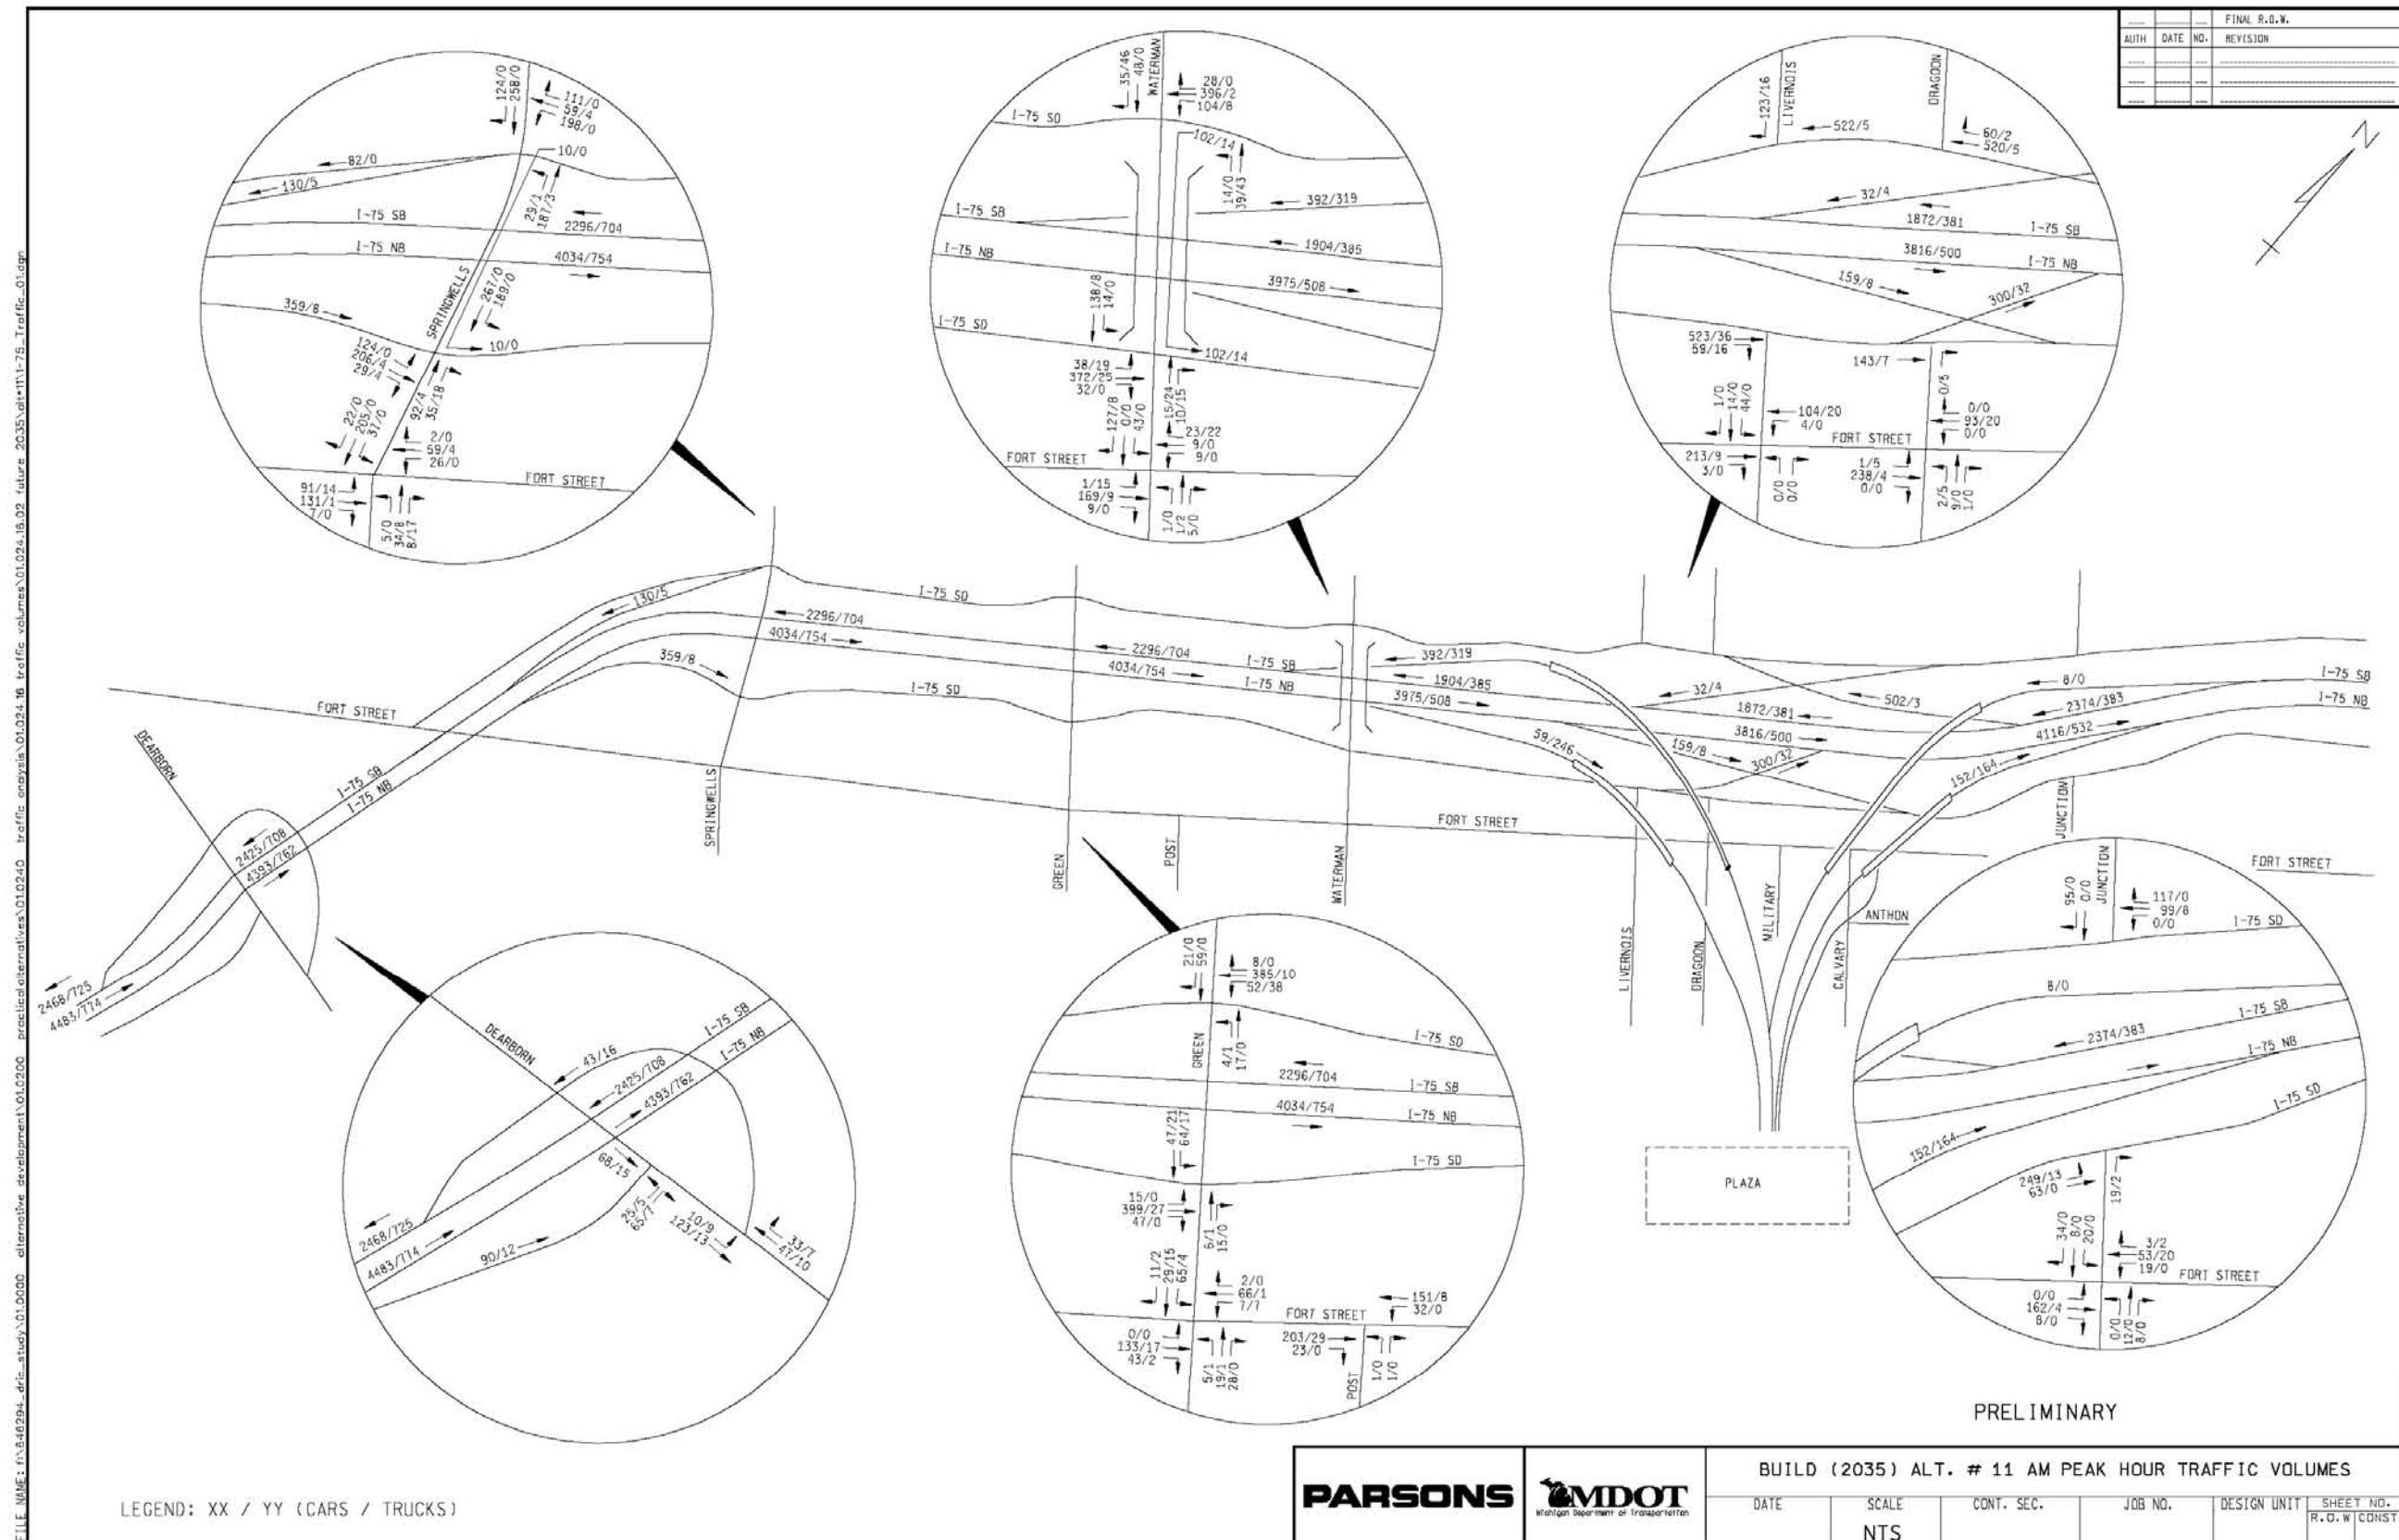 FINAL R.O.W.
AUTH DATE NO. REVISION
124/0
258/0
111/0
59/4
198/0
10/0
82/0
130/5
29/1
187/3
I-75 SB
2296/704
I-75 NB
4034/754
SPRINGWELLS
267/0
189/0
359/8
10/0
124/0
206/4
29/4
92/4
35/18
22/0
205/0
37/0
2/0
59/4
26/0
FORT STREET
91/14
131/1
7/0
5/0
34/8
8/17
35/46
48/0
WATERMAN
28/0
396/2
104/8
I-75 SD
102/14
14/0
39/43
392/319
I-75 SB
1904/385
I-75 NB
3975/508
138/8
14/0
I-75 SD
102/14
38/19
372/25
32/0
15/24
10/15
127/8
0/0
43/0
23/22
9/0
9/0
FORT STREET
1/15
169/9
9/0
1/0
1/2
5/0
123/16
LIVERNOIS
DRAGOON
522/5
60/2
520/5
32/4
1872/381
I-75 SB
3816/500
I-75 NB
159/8
300/32
523/36
59/16
143/7
0/5
1/0
14/0
44/0
104/20
4/0
0/0
93/20
0/0
FORT STREET
213/9
3/0
0/0
0/0
1/5
238/4
0/0
2/5
9/0
1/0
N
130/5
I-75 SD
2296/704
4034/754
2296/704
4034/754
I-75 SB
I-75 NB
392/319
1904/385
3975/508
359/8
I-75 SD
32/4
1872/381
3816/500
502/3
8/0
2374/383
4116/532
I-75 SB
I-75 NB
59/246
159/8
300/32
152/164
FORT STREET
DEARBORN
I-75 SB
I-75 NB
SPRINGWELLS
GREEN
POST
WATERMAN
FORT STREET
LIVERNOIS
DRAGOON
MILITARY
CALVARY
ANTHON
JUNCTION
2425/708
4393/762
2468/725
4483/774
PLAZA
DEARBORN
43/16
2425/708
4393/762
I-75 SB
I-75 NB
68/15
25/5
65/7
10/9
123/13
33/7
47/10
2468/725
4483/774
90/12
21/0
59/0
8/0
385/10
52/38
GREEN
4/1
17/0
I-75 SD
2296/704
I-75 SB
4034/754
I-75 NB
47/21
64/17
I-75 SD
15/0
399/27
47/0
6/1
15/0
11/2
29/15
65/4
2/0
66/1
7/7
151/8
32/0
FORT STREET
0/0
133/17
43/2
5/1
19/1
28/0
203/29
23/0
POST
1/0
1/0
FORT STREET
95/0
0/0
JUNCTION
117/0
99/8
0/0
I-75 SD
8/0
2374/383
I-75 SB
I-75 NB
152/164
I-75 SD
249/13
63/0
19/2
34/0
8/0
20/0
3/2
53/20
19/0
FORT STREET
0/0
162/4
8/0
0/0
12/0
8/0
PRELIMINARY
LEGEND: XX / YY (CARS / TRUCKS)
PARSONS
MDOT
Michigan Department of Transportation
BUILD (2035) ALT. # 11 AM PEAK HOUR TRAFFIC VOLUMES
DATE SCALE CONT. SEC. JOB NO. DESIGN UNIT SHEET NO.
NTS
R.O.W CONST